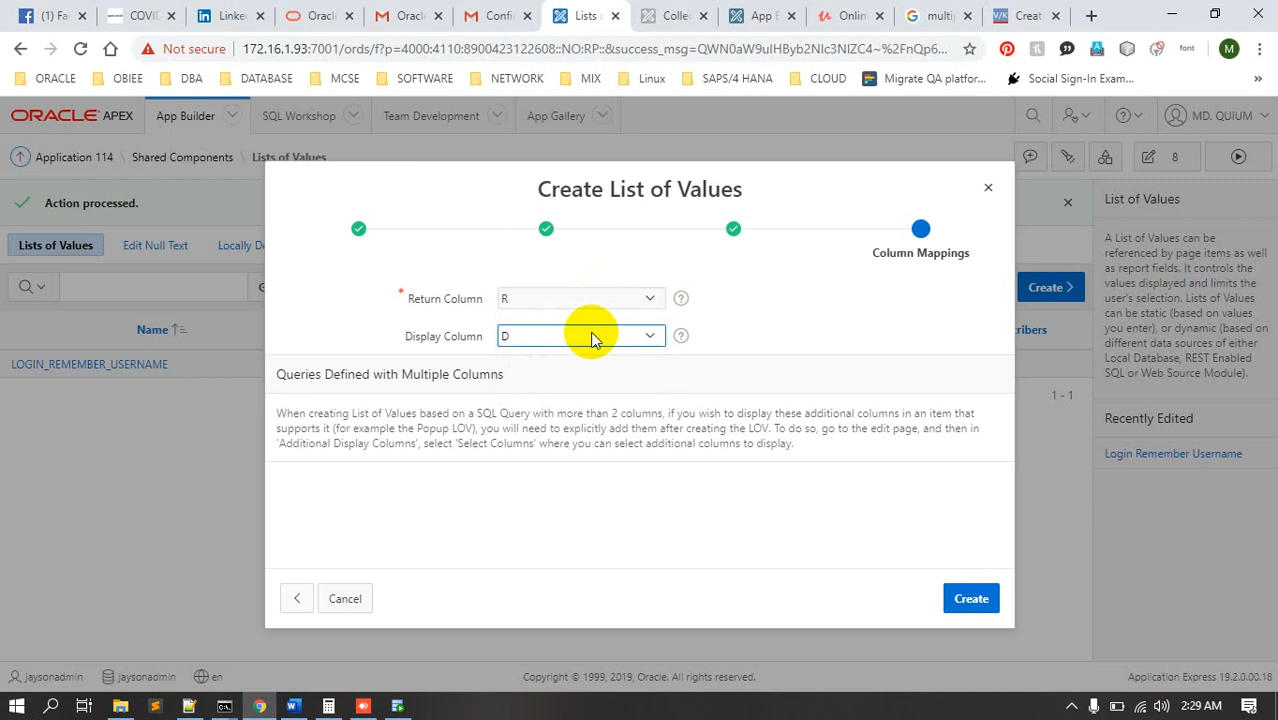 (1) Fa
COVI
Linke
Oracle
Oracl
Confir
Lists o
Collec
App B
Onlin
multip
Creat
Not secure
172.16.1.93:7001/ords/f?p=4000:4110:8900423122608::NO:RP::&success_msg=QWN0aW9uIHByb2Nlc3NlZC4~%2FnQp6...
font
M
ORACLE
OBIEE
DBA
DATABASE
MCSE
SOFTWARE
NETWORK
MIX
Linux
SAPS/4 HANA
CLOUD
Migrate QA platfor...
Social Sign-In Exam...
»
ORACLE APEX
App Builder
SQL Workshop
Team Development
App Gallery
MD. QUIUM
Application 114
Shared Components
Lists of Values
8
Action processed.
Lists of Values
Edit Null Text
Locally De
Create >
Name
cribers
LOGIN_REMEMBER_USERNAME
1 - 1
Create List of Values
Column Mappings
* Return Column
R
Display Column
D
Queries Defined with Multiple Columns
When creating List of Values based on a SQL Query with more than 2 columns, if you wish to display these additional columns in an item that
supports it (for example the Popup LOV), you will need to explicitly add them after creating the LOV. To do so, go to the edit page, and then in
'Additional Display Columns', select 'Select Columns' where you can select additional columns to display.
Cancel
Create
List of Values
A List of Values can be
referenced by page items as well
as report fields. It controls the
values displayed and limits the
user's selection. Lists of Values
can be static (based on values
you enter), or dynamic (based on
different data sources of either
Local Database, REST Enabled
SQL or Web Source Module).
Recently Edited
Login Remember Username
jaysonadmin
jaysonadmin
en
Copyright © 1999, 2019, Oracle. All rights reserved.
Application Express 19.2.0.00.18
2:29 AM